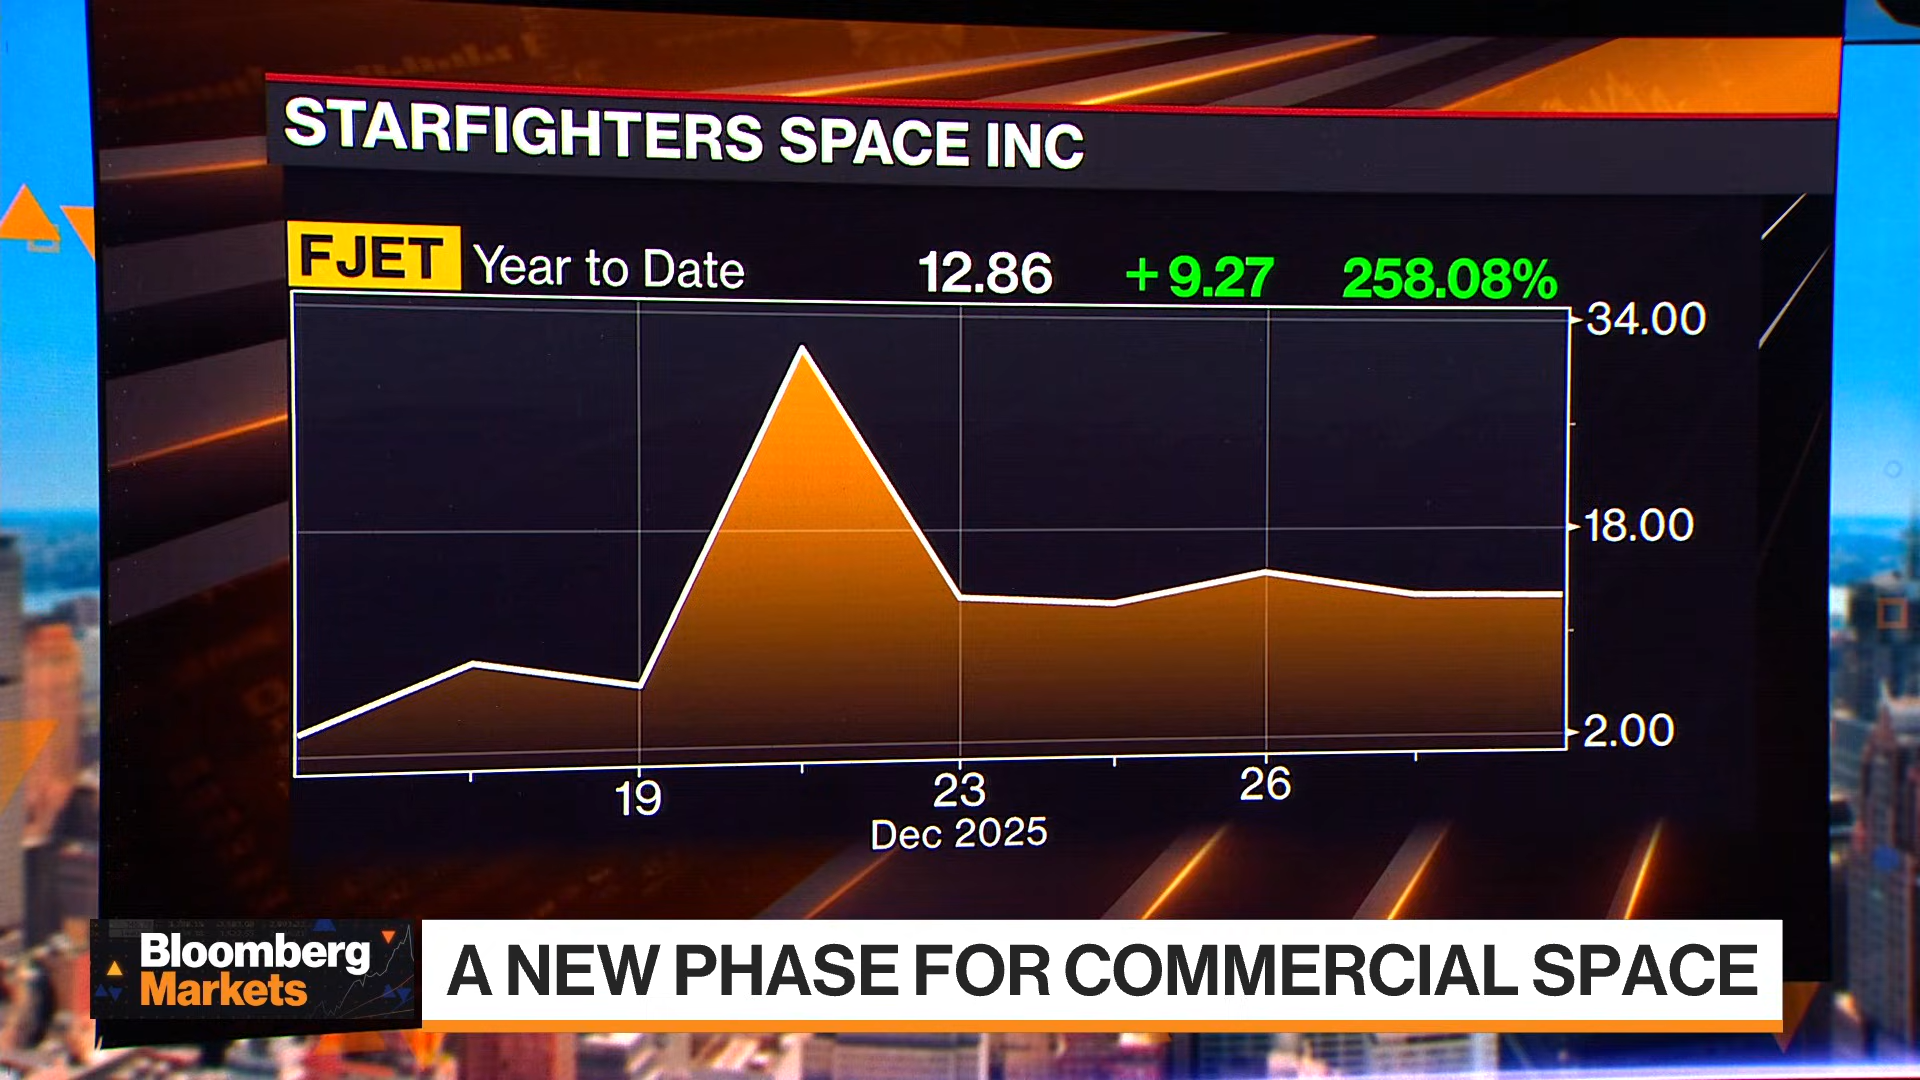 STARFIGHTERS SPACE INC
FJET Year to Date 12.86 +9.27 258.08%
34.00
18.00
2.00
19 23 26
Dec 2025
Bloomberg
Markets
A NEW PHASE FOR COMMERCIAL SPACE